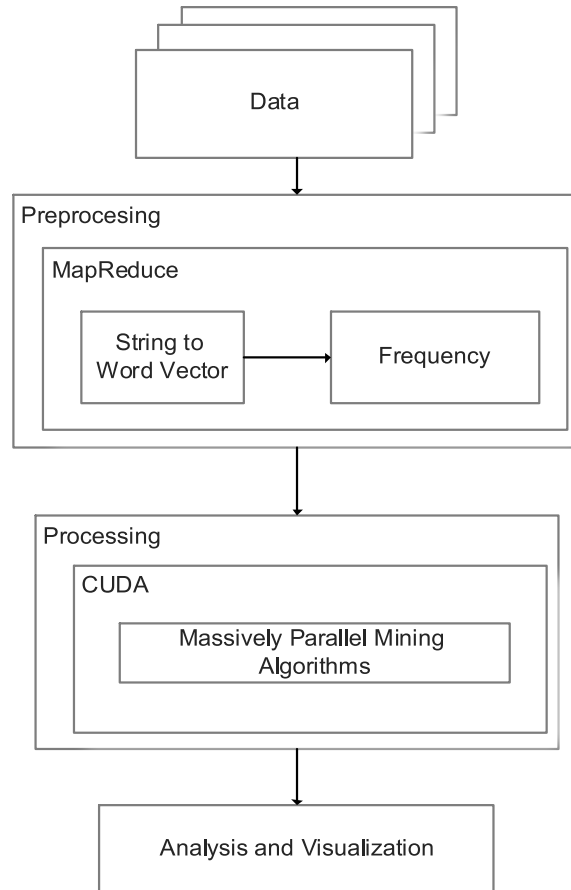 Data
Preprocesing
MapReduce
String to
Word Vector
Frequency
Processing
CUDA
Massively Parallel Mining
Algorithms
Analysis and Visualization